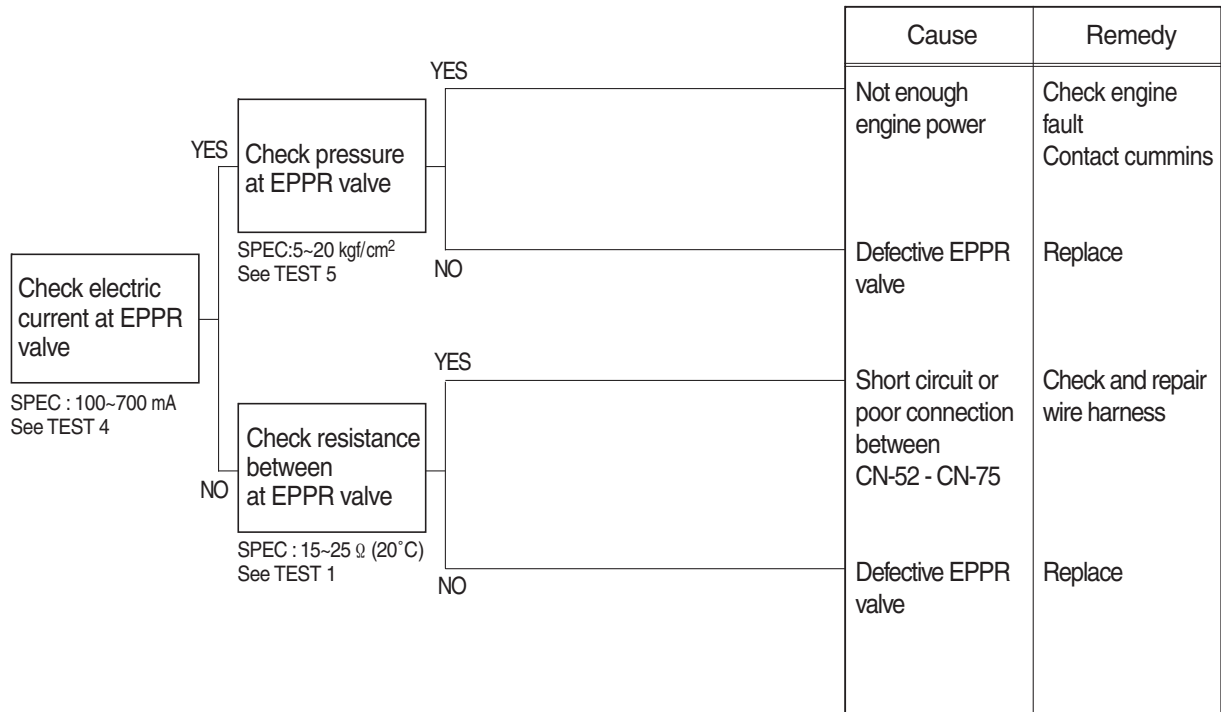 Cause
Remedy
YES
Not enough
engine power
Check engine
fault
Contact cummins
YES
Check pressure
at EPPR valve
SPEC:5~20 kgf/cm²
See TEST 5
NO
Defective EPPR
valve
Replace
Check electric
current at EPPR
valve
SPEC : 100~700 mA
See TEST 4
YES
Short circuit or
poor connection
between
CN-52 - CN-75
Check and repair
wire harness
NO
Check resistance
between
at EPPR valve
SPEC : 15~25 Ω (20˚C)
See TEST 1
NO
Defective EPPR
valve
Replace